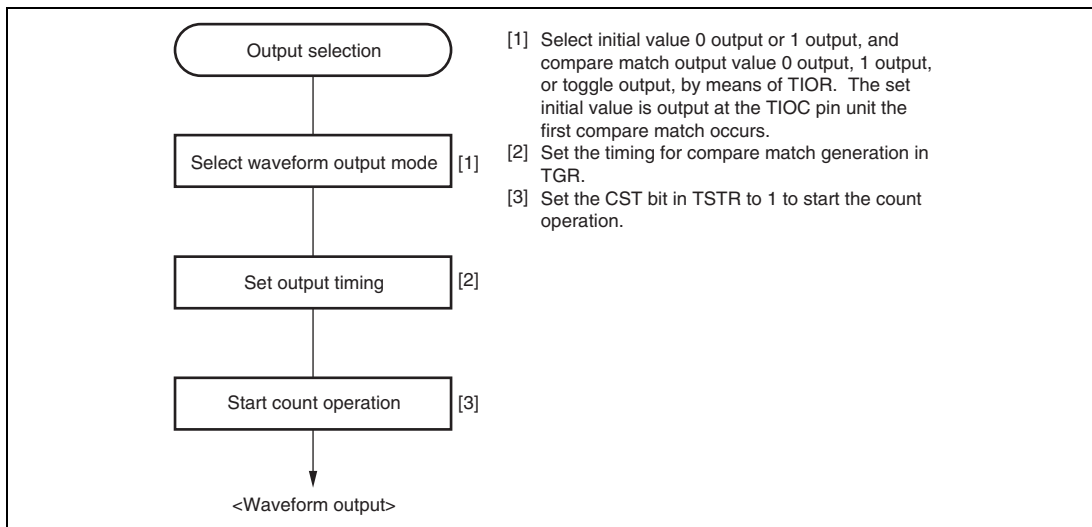 Output selection
Select waveform output mode [1]
Set output timing [2]
Start count operation [3]
<Waveform output>
[1] Select initial value 0 output or 1 output, and
compare match output value 0 output, 1 output,
or toggle output, by means of TIOR. The set
initial value is output at the TIOC pin unit the
first compare match occurs.
[2] Set the timing for compare match generation in
TGR.
[3] Set the CST bit in TSTR to 1 to start the count
operation.